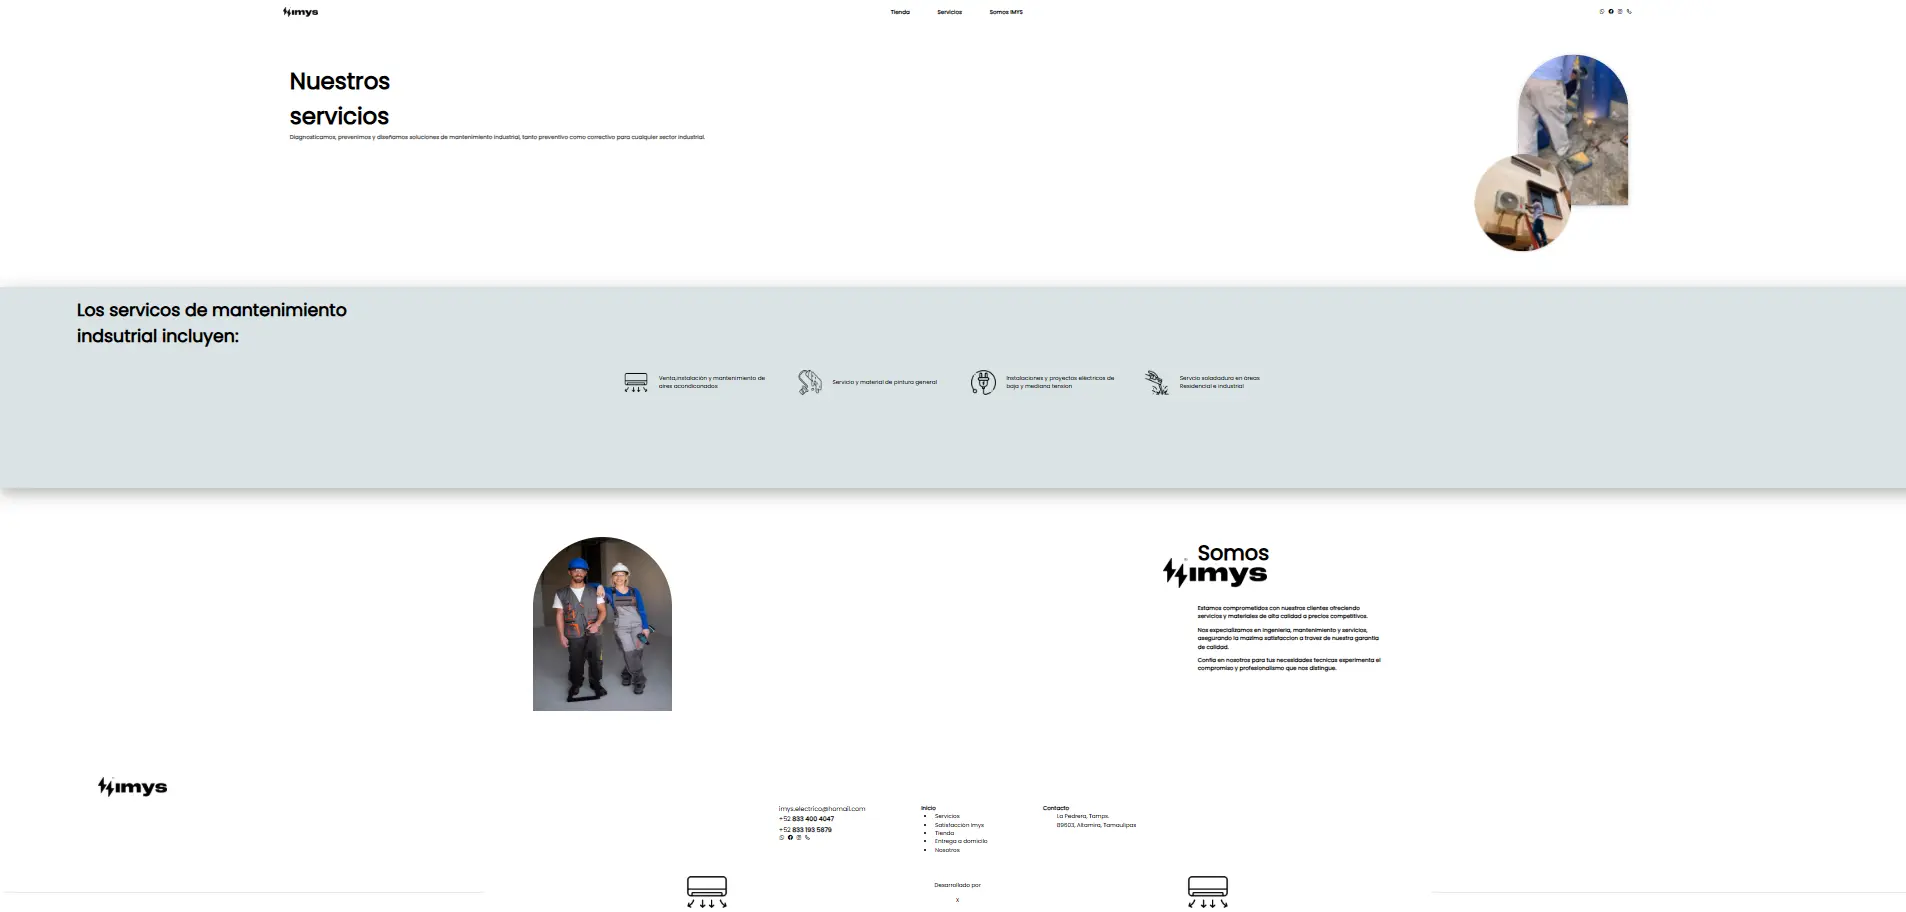 imys
Tienda
Servicios
Somos IMYS
Nuestros
servicios
Diagnosticamos, prevenimos y diseñamos soluciones de mantenimiento industrial, tanto preventivo como correctivo para cualquier sector industrial.
Los servicos de mantenimiento
indsutrial incluyen:
Venta,instalación y mantenimiento de
aires acondicionados
Servicio y material de pintura general
Instalaciones y proyectos eléctricos de
baja y mediana tension
Servcio soladadura en áreas
Residencial e industrial
Somos
imys
Estamos comprometidos con nuestros clientes ofreciendo
servicios y materiales de alta calidad a precios competitivos.
Nos especializamos en ingenieria, mantenimiento y servicios,
asegurando la maxima satisfaccion a travez de nuestra garantia
de calidad.
Confia en nosotros para tus necesidades tecnicas experimenta el
compromiso y profesionalismo que nos distingue.
imys
imys.electrico@homail.com
+52 833 400 4047
+52 833 193 5879
Inicio
Servicios
Satisfacción Imys
Tienda
Entrega a domicilo
Nosotros
Contacto
La Pedrera, Tamps.
89603, Altamira, Tamaulipas
Desarrollado por
X